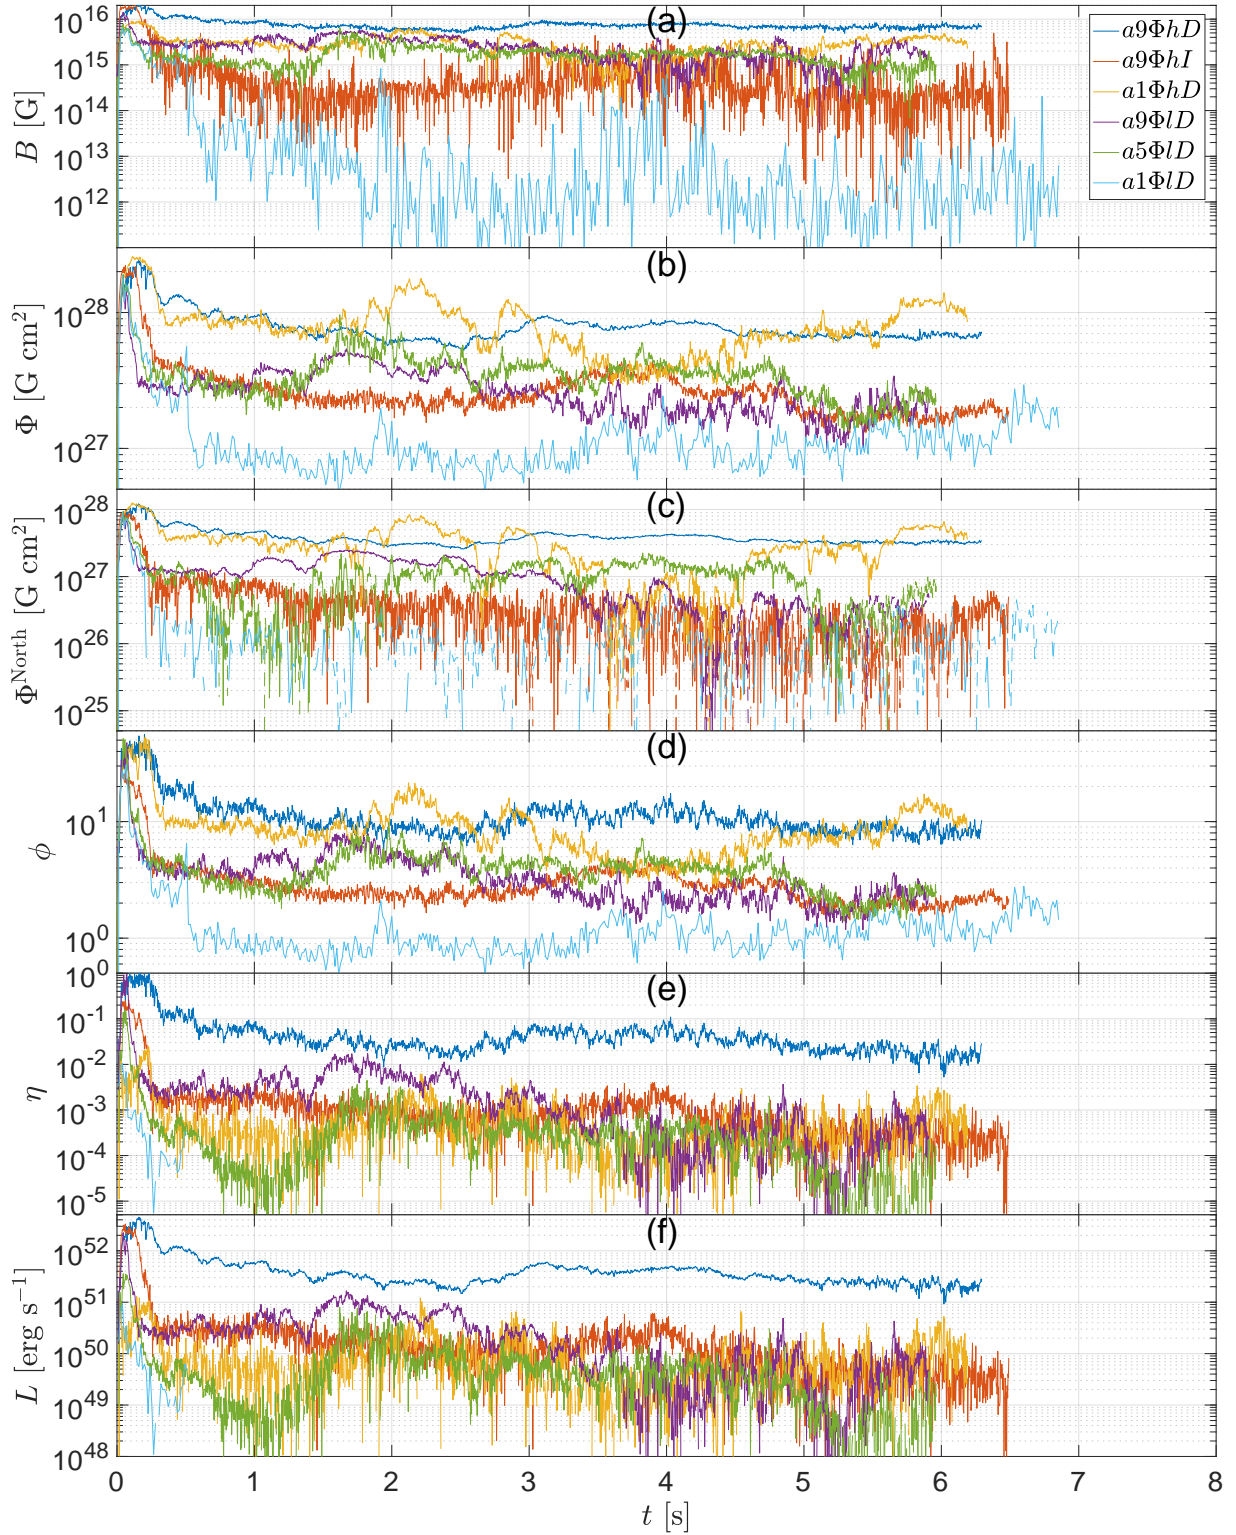 (a)
10^16
10^15
10^14
10^13
10^12
B [G]
a9ΦhD
a9ΦhI
a1ΦhD
a9ΦlD
a5ΦlD
a1ΦlD
(b)
10^28
10^27
Φ [G cm^2]
(c)
10^28
10^27
10^26
10^25
Φ^North [G cm^2]
(d)
10^1
10^0
ϕ
(e)
10^0
10^-1
10^-2
10^-3
10^-4
10^-5
η
(f)
10^52
10^51
10^50
10^49
10^48
L [erg s^−1]
0 1 2 3 4 5 6 7 8
t [s]